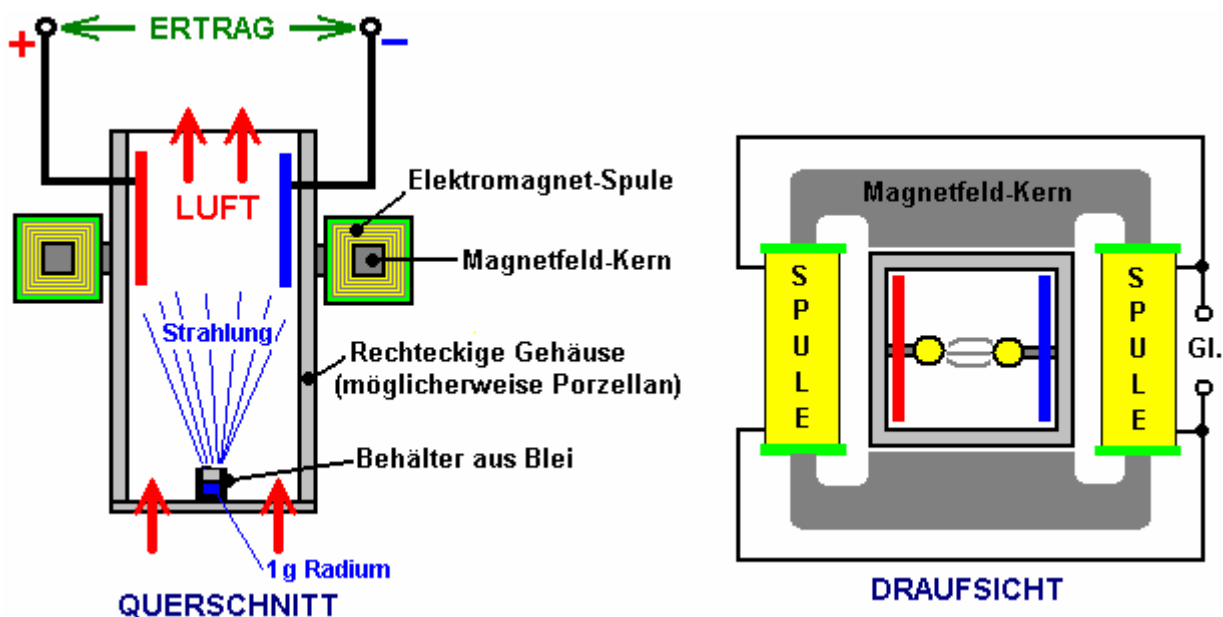 + ERTRAG –
LUFT
Elektromagnet-Spule
Magnetfeld-Kern
Strahlung
Rechteckige Gehäuse
(möglicherweise Porzellan)
Behälter aus Blei
1 g Radium
QUERSCHNITT
Magnetfeld-Kern
SPULE
SPULE
Gl.
DRAUFSICHT